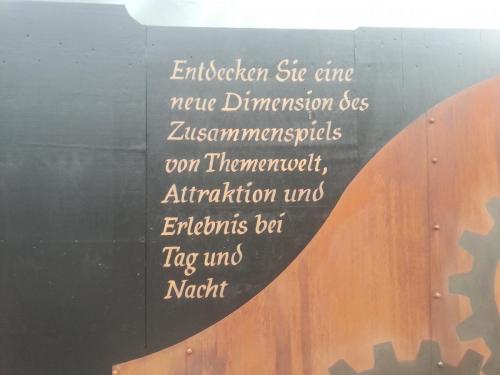 Entdecken Sie eine
neue Dimension des
Zusammenspiels
von Themenwelt,
Attraktion und
Erlebnis bei
Tag und
Nacht